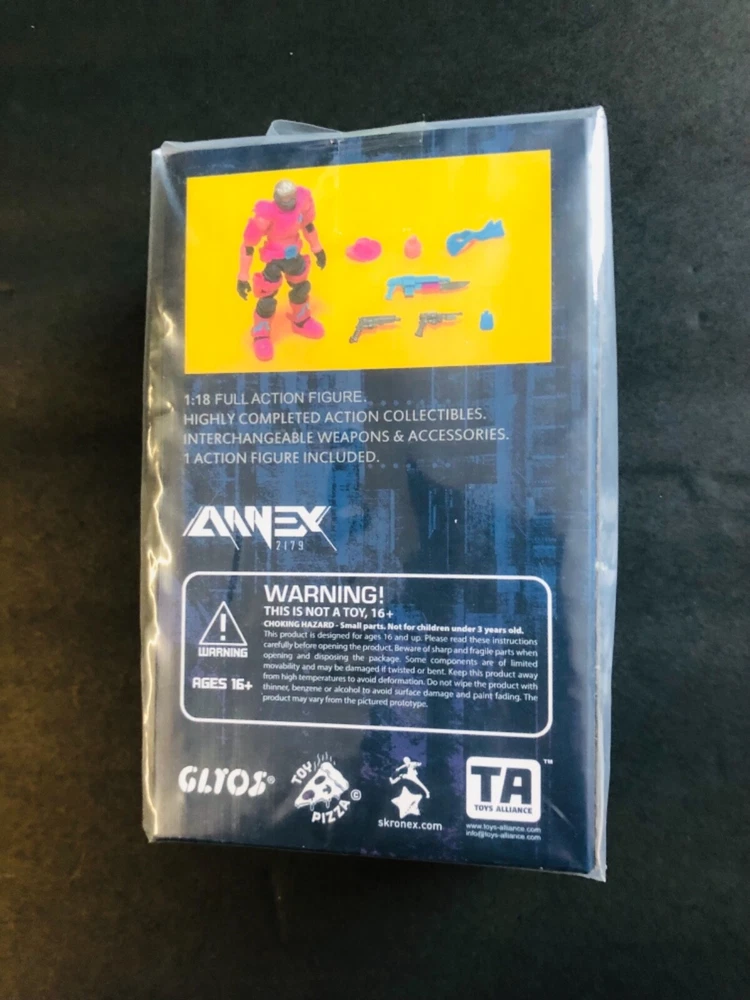 1:18 FULL ACTION FIGURE.
HIGHLY COMPLETED ACTION COLLECTIBLES.
INTERCHANGEABLE WEAPONS & ACCESSORIES.
1 ACTION FIGURE INCLUDED.
ANNEX
2179
WARNING!
THIS IS NOT A TOY, 16+
CHOKING HAZARD - Small parts. Not for children under 3 years old.
This product is designed for ages 16 and up. Please read these instructions
carefully before opening the product. Beware of sharp and fragile parts when
opening and disposing the package. Some components are of limited
movability and may be damaged if twisted or bent. Keep this product away
from high temperatures to avoid deformation. Do not wipe the product with
thinner, benzene or alcohol to avoid surface damage and paint fading. The
product may vary from the pictured prototype.
WARNING
AGES 16+
GLYOS®
TOY
PIZZA ©
skronex.com
TA ™
TOYS ALLIANCE
www.toys-alliance.com
info@toys-alliance.com